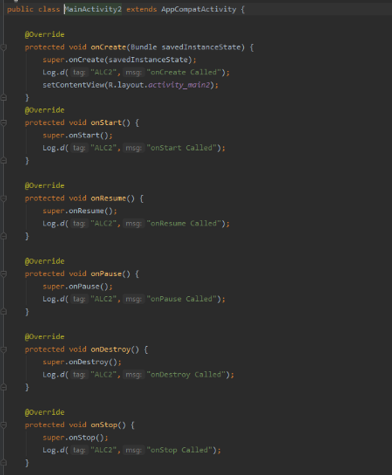 public class MainActivity2 extends AppCompatActivity {
@Override
protected void onCreate(Bundle savedInstanceState) {
super.onCreate(savedInstanceState);
Log.d( tag: "ALC2", msg: "onCreate Called");
setContentView(R.layout.activity_main2);
}
@Override
protected void onStart() {
super.onStart();
Log.d( tag: "ALC2", msg: "onStart Called");
}
@Override
protected void onResume() {
super.onResume();
Log.d( tag: "ALC2", msg: "onResume Called");
}
@Override
protected void onPause() {
super.onPause();
Log.d( tag: "ALC2", msg: "onPause Called");
}
@Override
protected void onDestroy() {
super.onDestroy();
Log.d( tag: "ALC2", msg: "onDestroy Called");
}
@Override
protected void onStop() {
super.onStop();
Log.d( tag: "ALC2", msg: "onStop Called");
}